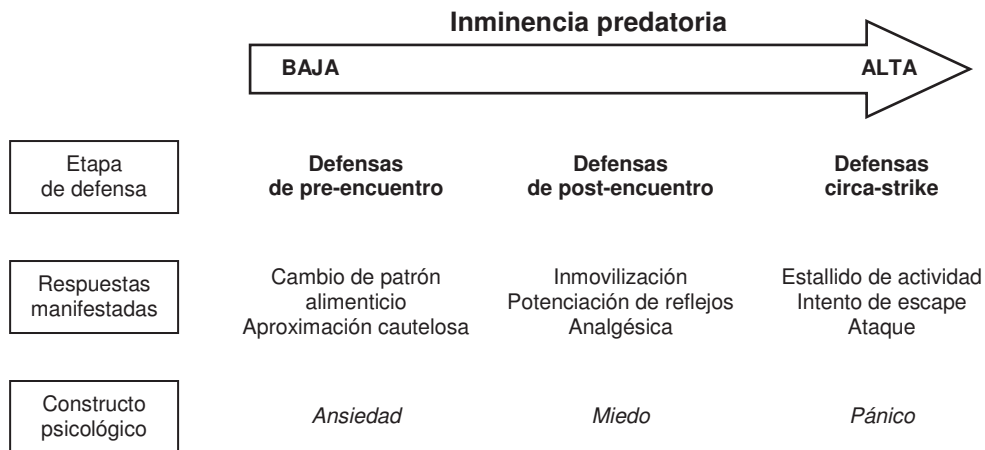 Inminencia predatoria
BAJA
ALTA
Etapa
de defensa
Defensas
de pre-encuentro
Defensas
de post-encuentro
Defensas
circa-strike
Respuestas
manifestadas
Cambio de patrón
alimenticio
Aproximación cautelosa
Inmovilización
Potenciación de reflejos
Analgésica
Estallido de actividad
Intento de escape
Ataque
Constructo
psicológico
Ansiedad
Miedo
Pánico